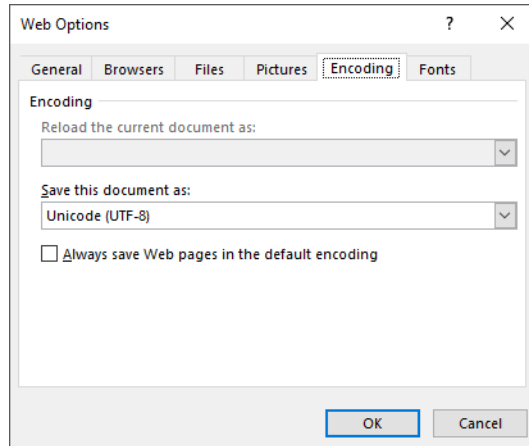 Web Options ?
General Browsers Files Pictures Encoding Fonts
Encoding
Reload the current document as:
Save this document as:
Unicode (UTF-8)
Always save Web pages in the default encoding
OK Cancel